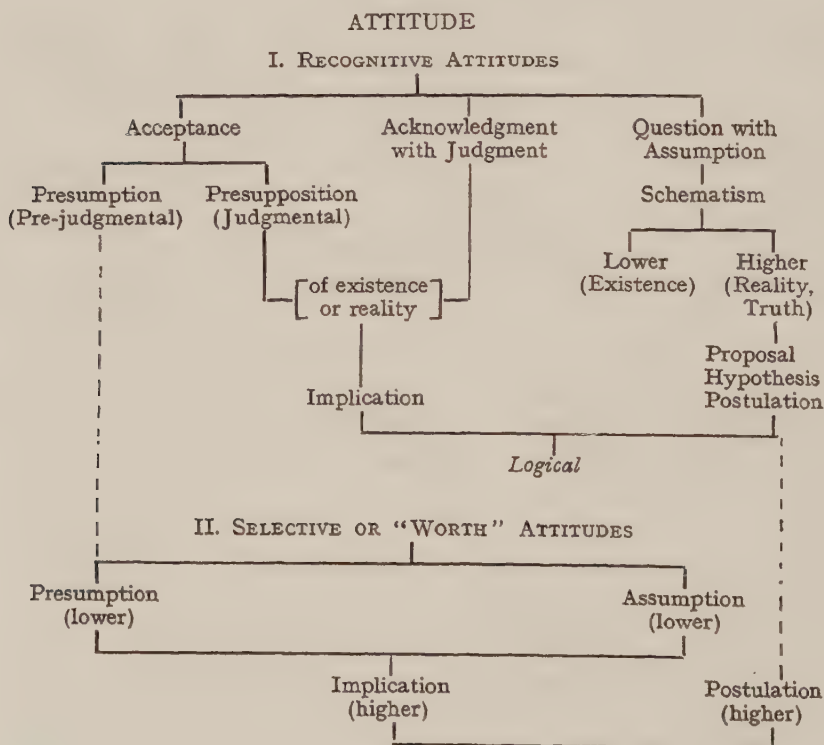 ATTITUDE
I. RECOGNITIVE ATTITUDES
Acceptance
Acknowledgment
with Judgment
Question with
Assumption
Presumption
(Pre-judgmental)
Presupposition
(Judgmental)
Schematism
Lower
(Existence)
Higher
(Reality,
Truth)
[of existence
or reality]
Proposal
Hypothesis
Postulation
Implication
Logical
II. SELECTIVE OR "WORTH" ATTITUDES
Presumption
(lower)
Assumption
(lower)
Implication
(higher)
Postulation
(higher)